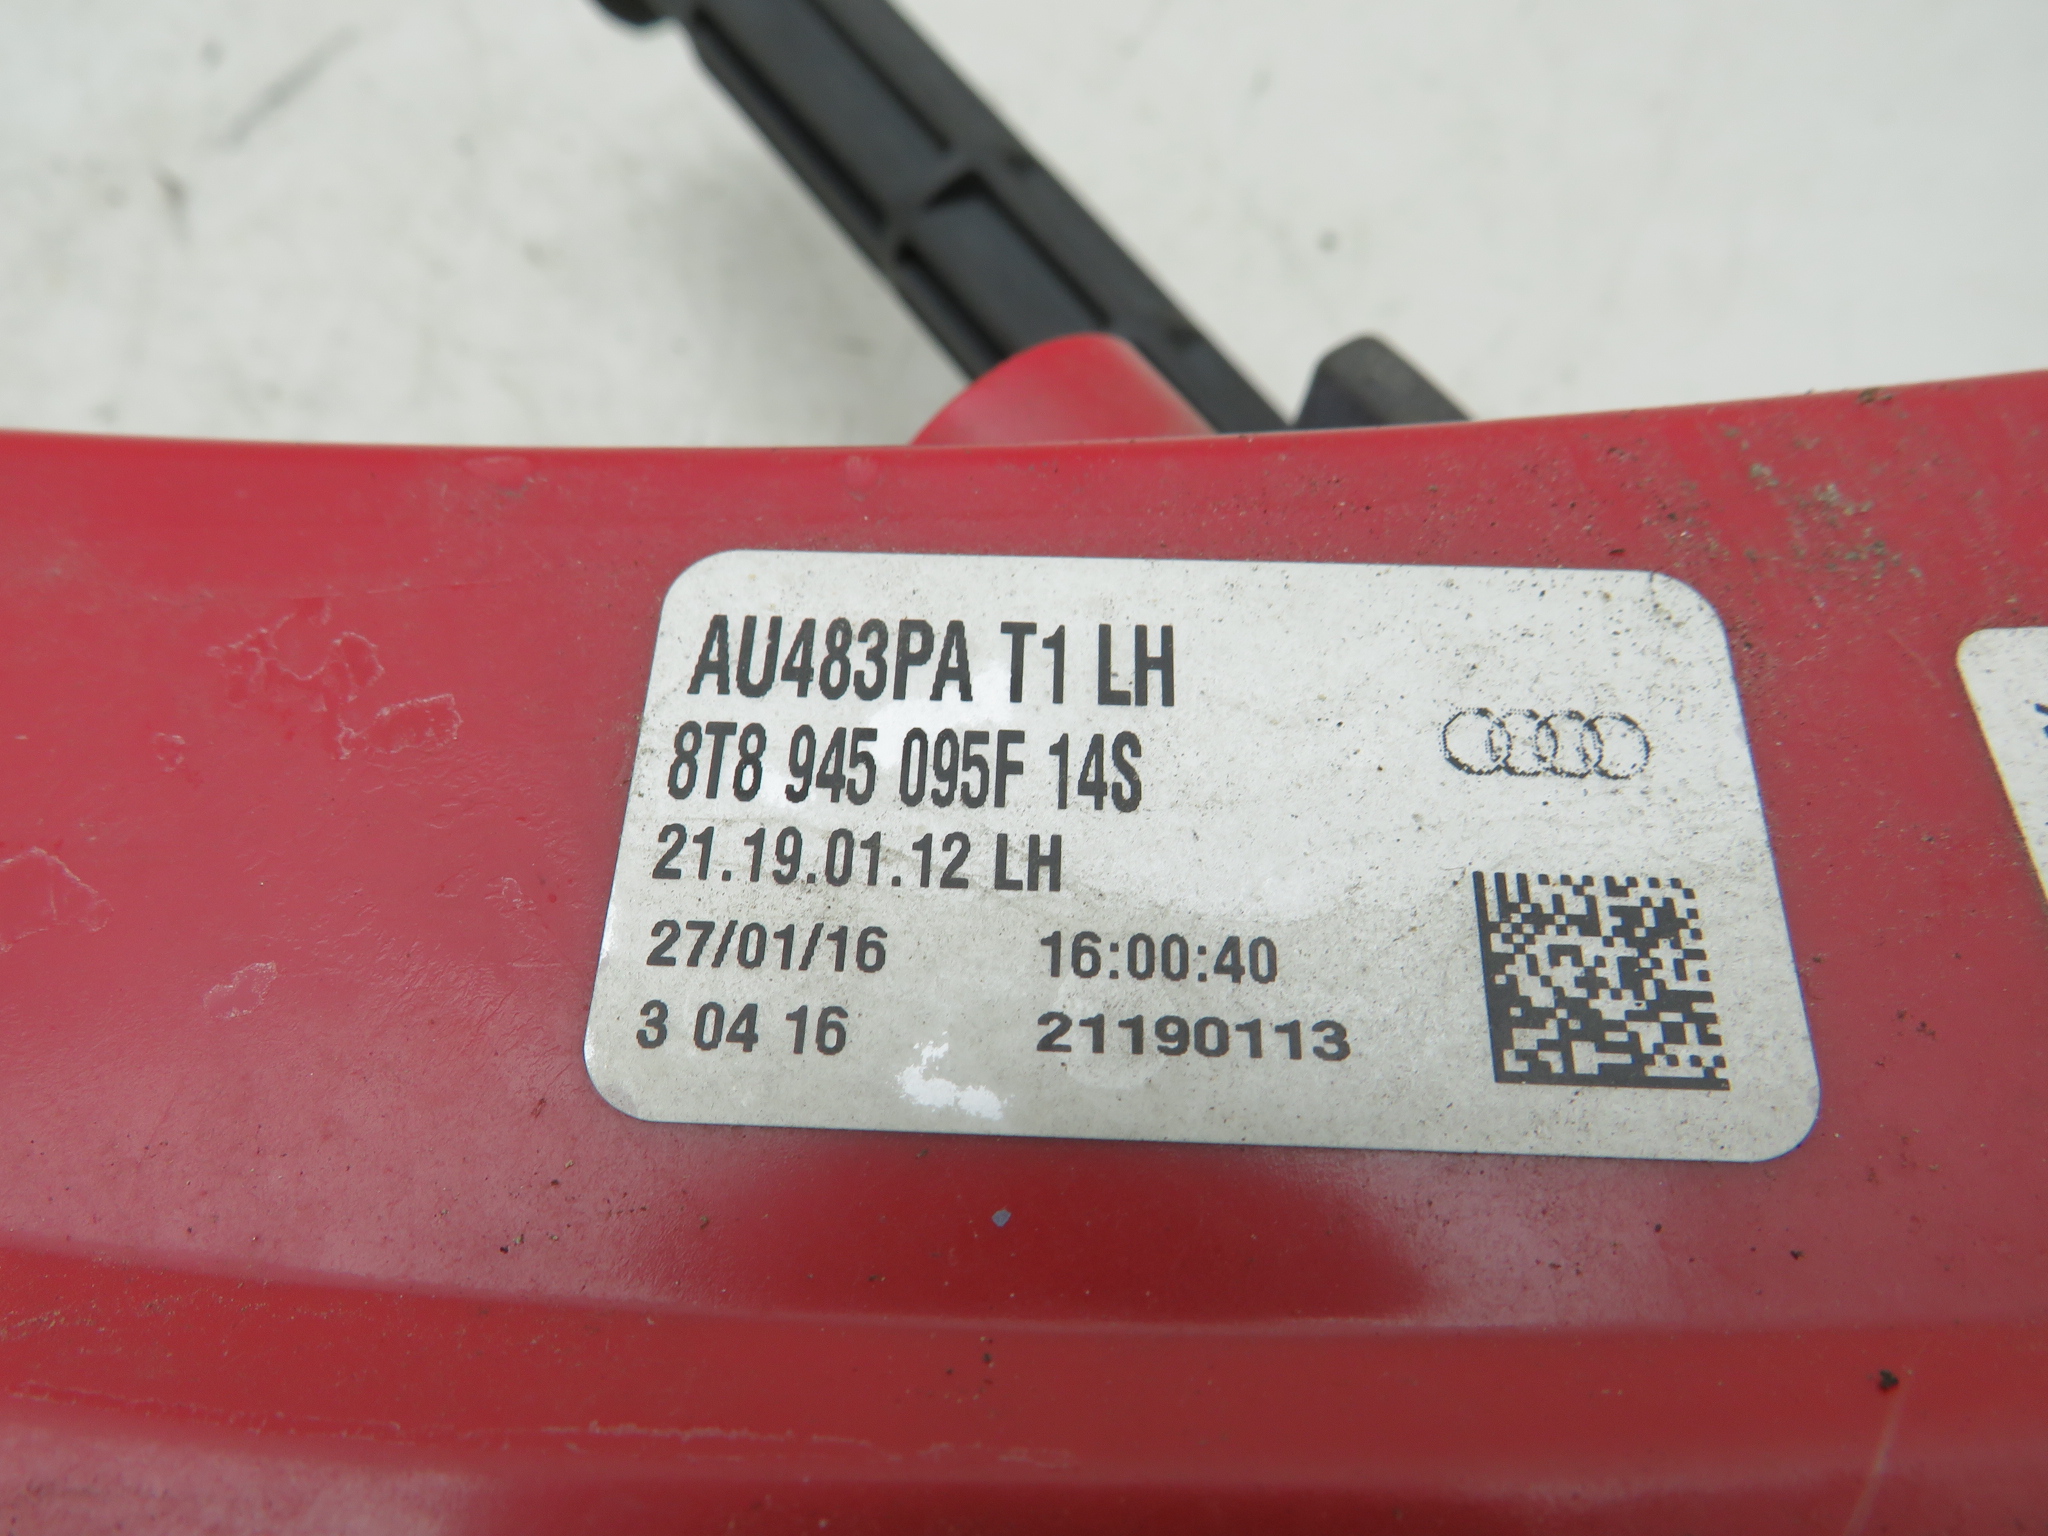 AU483PA T1 LH
8T8 945 095F 14S
21.19.01.12 LH
27/01/16 16:00:40
3 04 16 21190113